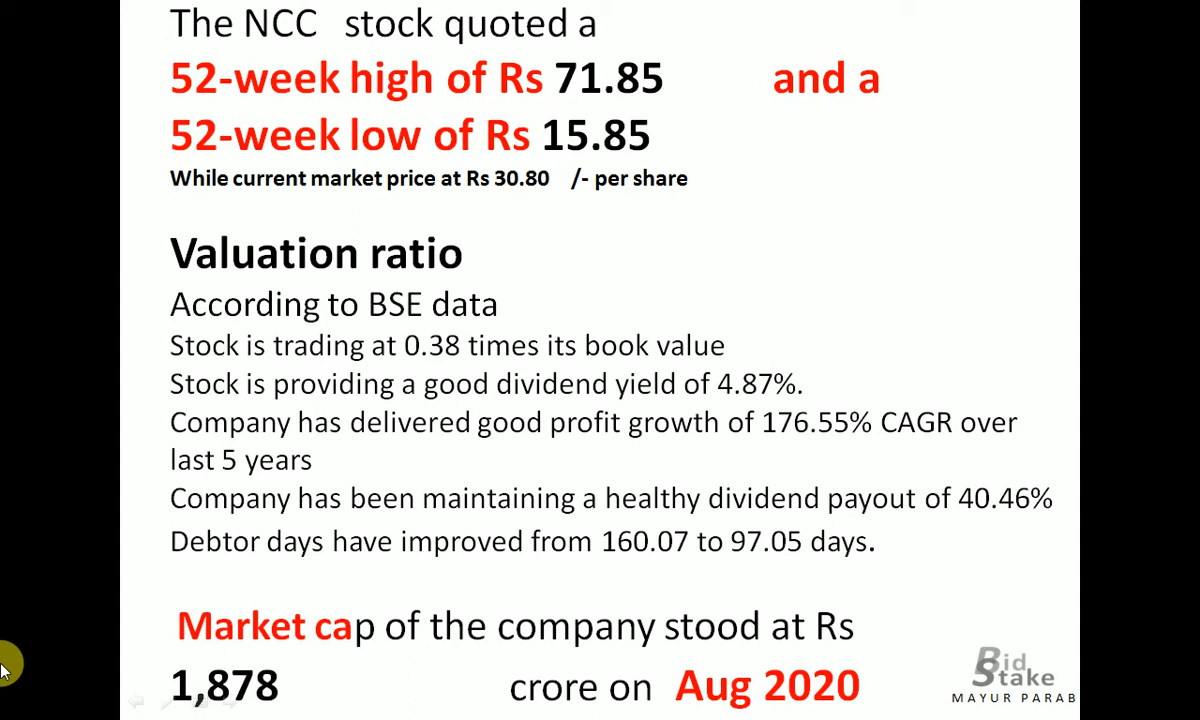 The NCC stock quoted a
52-week high of Rs 71.85 and a
52-week low of Rs 15.85
While current market price at Rs 30.80 /- per share
Valuation ratio
According to BSE data
Stock is trading at 0.38 times its book value
Stock is providing a good dividend yield of 4.87%.
Company has delivered good profit growth of 176.55% CAGR over
last 5 years
Company has been maintaining a healthy dividend payout of 40.46%
Debtor days have improved from 160.07 to 97.05 days.
Market cap of the company stood at Rs
1,878 crore on Aug 2020
Bid
Stake
MAYUR PARAB